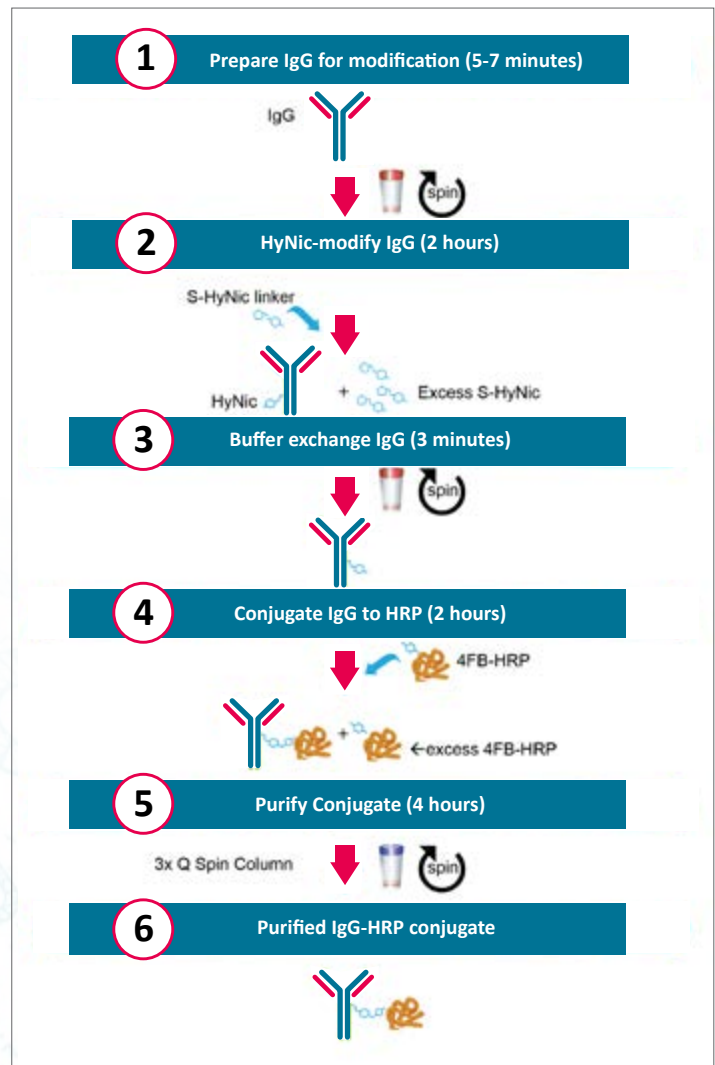 1 Prepare IgG for modification (5-7 minutes)
IgG
spin
2 HyNic-modify IgG (2 hours)
S-HyNic linker
HyNic + Excess S-HyNic
3 Buffer exchange IgG (3 minutes)
spin
4 Conjugate IgG to HRP (2 hours)
4FB-HRP
+ ←excess 4FB-HRP
5 Purify Conjugate (4 hours)
3x Q Spin Column spin
6 Purified IgG-HRP conjugate